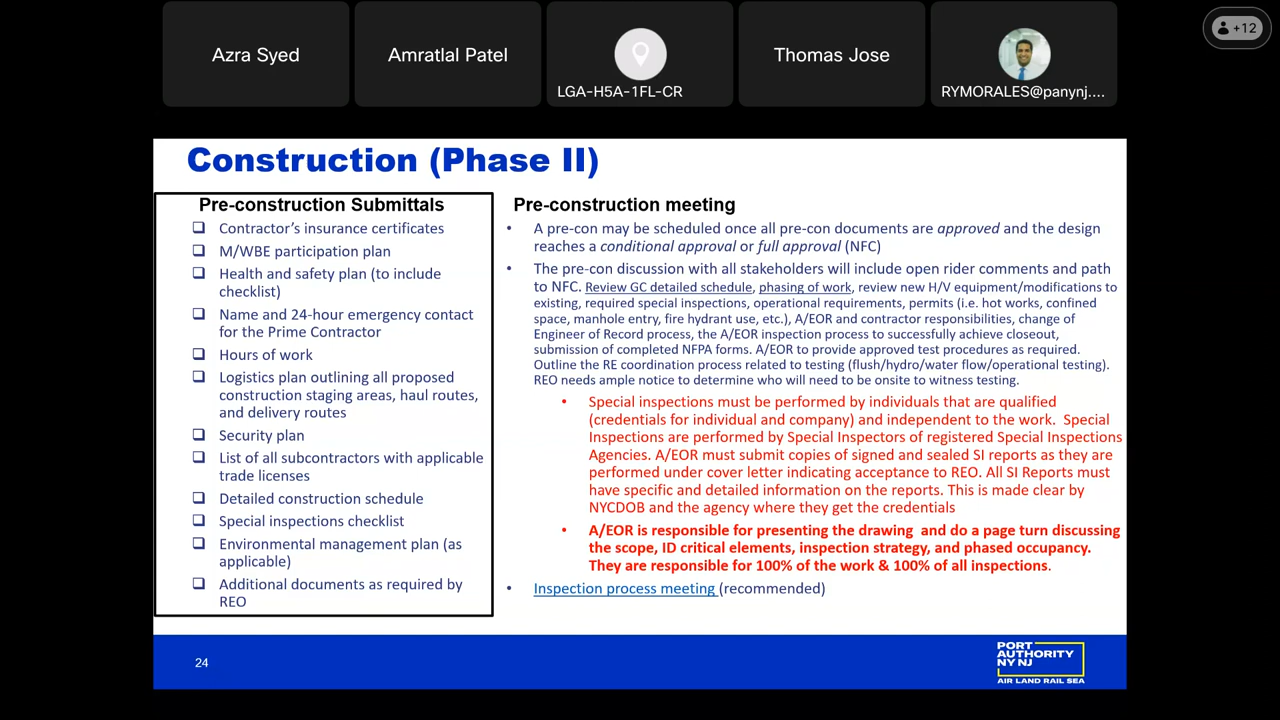 Azra Syed
Amratlal Patel
LGA-H5A-1FL-CR
Thomas Jose
RYMORALES@panynj....
+12
Construction (Phase II)
Pre-construction Submittals
❑ Contractor's insurance certificates
❑ M/WBE participation plan
❑ Health and safety plan (to include
checklist)
❑ Name and 24-hour emergency contact
for the Prime Contractor
❑ Hours of work
❑ Logistics plan outlining all proposed
construction staging areas, haul routes,
and delivery routes
❑ Security plan
❑ List of all subcontractors with applicable
trade licenses
❑ Detailed construction schedule
❑ Special inspections checklist
❑ Environmental management plan (as
applicable)
❑ Additional documents as required by
REO
Pre-construction meeting
• A pre-con may be scheduled once all pre-con documents are approved and the design
reaches a conditional approval or full approval (NFC)
• The pre-con discussion with all stakeholders will include open rider comments and path
to NFC. Review GC detailed schedule, phasing of work, review new H/V equipment/modifications to
existing, required special inspections, operational requirements, permits (i.e. hot works, confined
space, manhole entry, fire hydrant use, etc.), A/EOR and contractor responsibilities, change of
Engineer of Record process, the A/EOR inspection process to successfully achieve closeout,
submission of completed NFPA forms. A/EOR to provide approved test procedures as required.
Outline the RE coordination process related to testing (flush/hydro/water flow/operational testing).
REO needs ample notice to determine who will need to be onsite to witness testing.
• Special inspections must be performed by individuals that are qualified
(credentials for individual and company) and independent to the work. Special
Inspections are performed by Special Inspectors of registered Special Inspections
Agencies. A/EOR must submit copies of signed and sealed SI reports as they are
performed under cover letter indicating acceptance to REO. All SI Reports must
have specific and detailed information on the reports. This is made clear by
NYCDOB and the agency where they get the credentials
• A/EOR is responsible for presenting the drawing and do a page turn discussing
the scope, ID critical elements, inspection strategy, and phased occupancy.
They are responsible for 100% of the work & 100% of all inspections.
• Inspection process meeting (recommended)
24
PORT
AUTHORITY
NY NJ
AIR LAND RAIL SEA